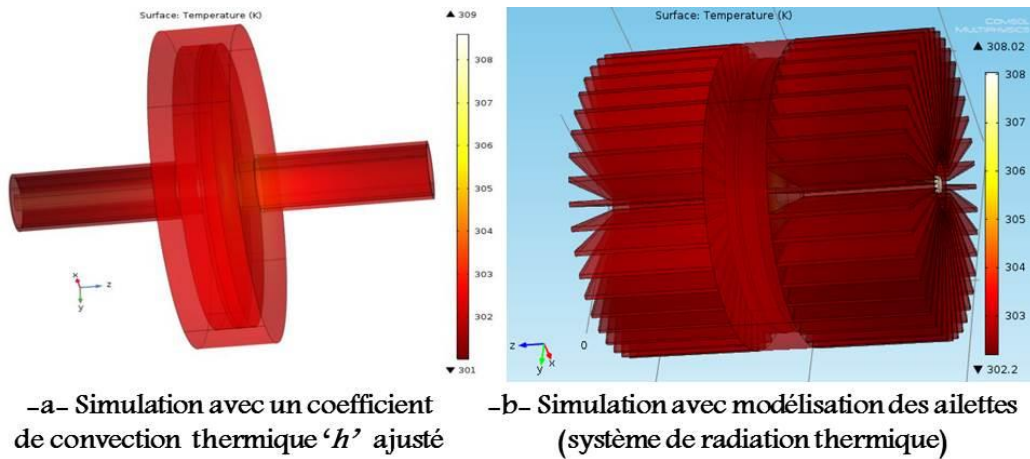 Surface: Temperature (K)
▲ 309
308
307
306
305
304
303
302
▼ 301
x
y
z
Surface: Temperature (K)
COMSOL
MULTIPHYSICS
▲ 308.02
308
307
306
305
304
303
▼ 302.2
0
z
y
x
-a- Simulation avec un coefficient
de convection thermique ‘h’ ajusté
-b- Simulation avec modélisation des ailettes
(système de radiation thermique)